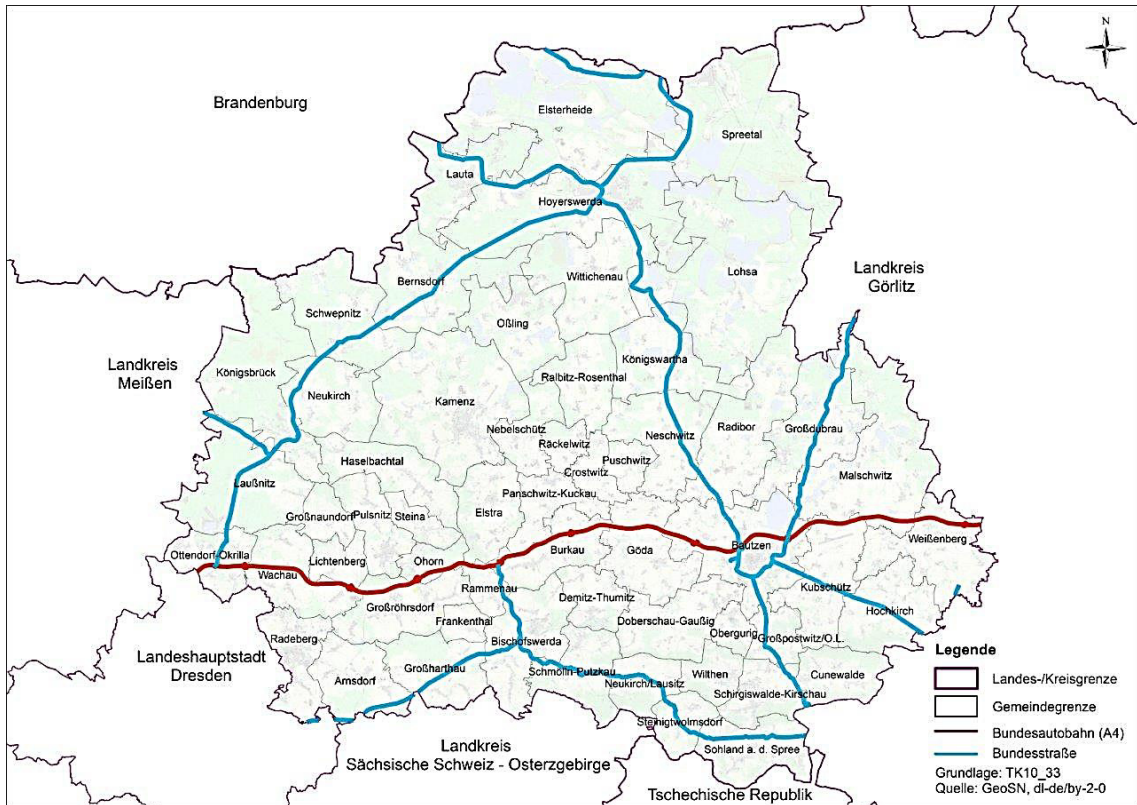 N
Brandenburg
Elsterheide
Spreetal
Lauta
Hoyerswerda
Lohsa
Landkreis
Görlitz
Bernsdorf
Wittichenau
Schwepnitz
Oßling
Landkreis
Meißen
Königsbrück
Königswartha
Ralbitz-Rosenthal
Neukirch
Kamenz
Nebelschütz
Räckelwitz
Neschwitz
Radibor
Großdubrau
Haselbachtal
Puschwitz
Crostwitz
Malschwitz
Laußnitz
Panschwitz-Kuckau
Großnaundorf
Pulsnitz
Steina
Elstra
Ottendorf-Okrilla
Lichtenberg
Ohorn
Burkau
Göda
Bautzen
Weißenberg
Wachau
Rammenau
Kubschütz
Großröhrsdorf
Demitz-Thumitz
Hochkirch
Frankenthal
Doberschau-Gaußig
Radeberg
Bischofswerda
Obergurig
Großpostwitz/O.L.
Landeshauptstadt
Dresden
Arnsdorf
Großharthau
Schmölln-Putzkau
Neukirch/Lausitz
Wilthen
Cunewalde
Schirgiswalde-Kirschau
Steinigtwolmsdorf
Sohland a. d. Spree
Landkreis
Sächsische Schweiz - Osterzgebirge
Tschechische Republik
Legende
Landes-/Kreisgrenze
Gemeindegrenze
Bundesautobahn (A4)
Bundesstraße
Grundlage: TK10_33
Quelle: GeoSN, dl-de/by-2-0